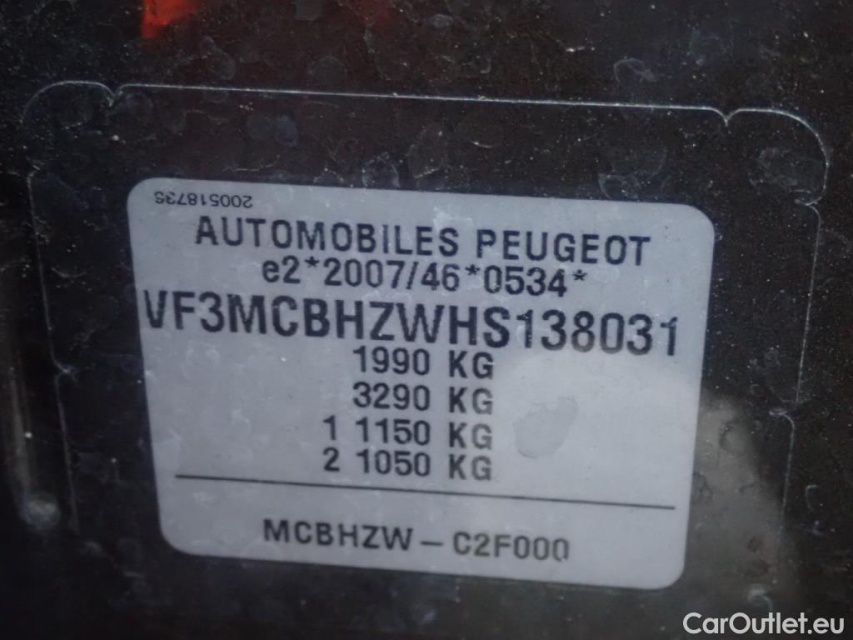 20051873S
AUTOMOBILES PEUGEOT
e2*2007/46*0534*
VF3MCBHZWHS138031
1990 KG
3290 KG
1 1150 KG
2 1050 KG
MCBHZW – C2F000
CarOutlet.eu